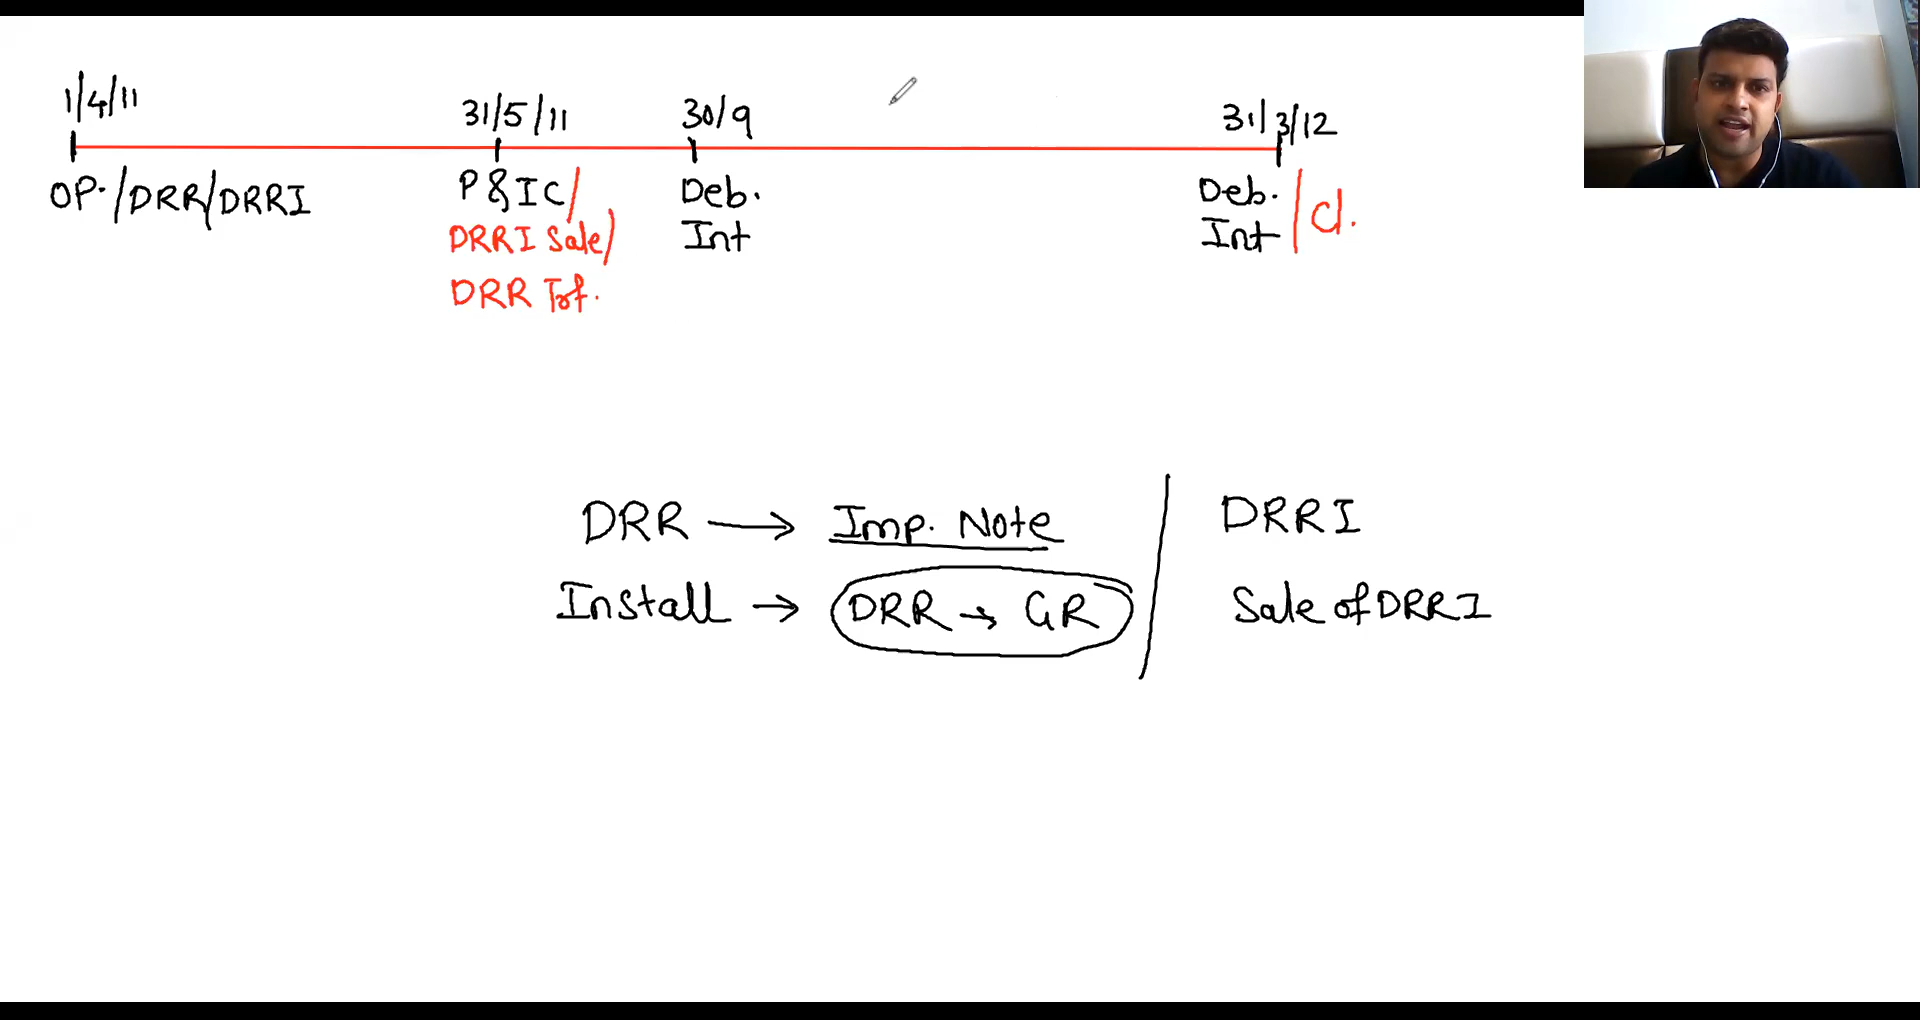 1/4/11 31/5/11 30/9 31/3/12
OP./DRR/DRRI P & IC/ Deb. Deb. /Cl.
DRRI Sale/ Int Int
DRR Trf.
DRR → Imp. Note DRRI
Install → DRR → GR Sale of DRRI